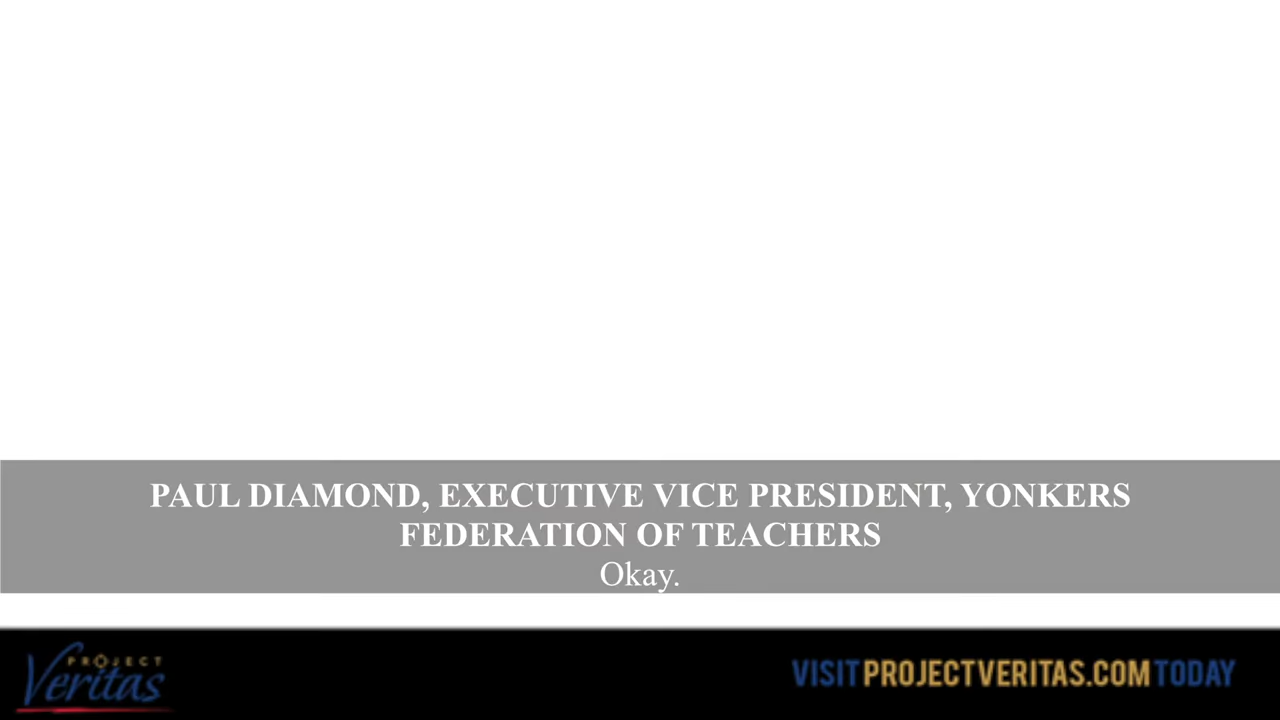 PAUL DIAMOND, EXECUTIVE VICE PRESIDENT, YONKERS
FEDERATION OF TEACHERS
Okay.
PROJECT
Veritas
VISIT PROJECTVERITAS.COM TODAY